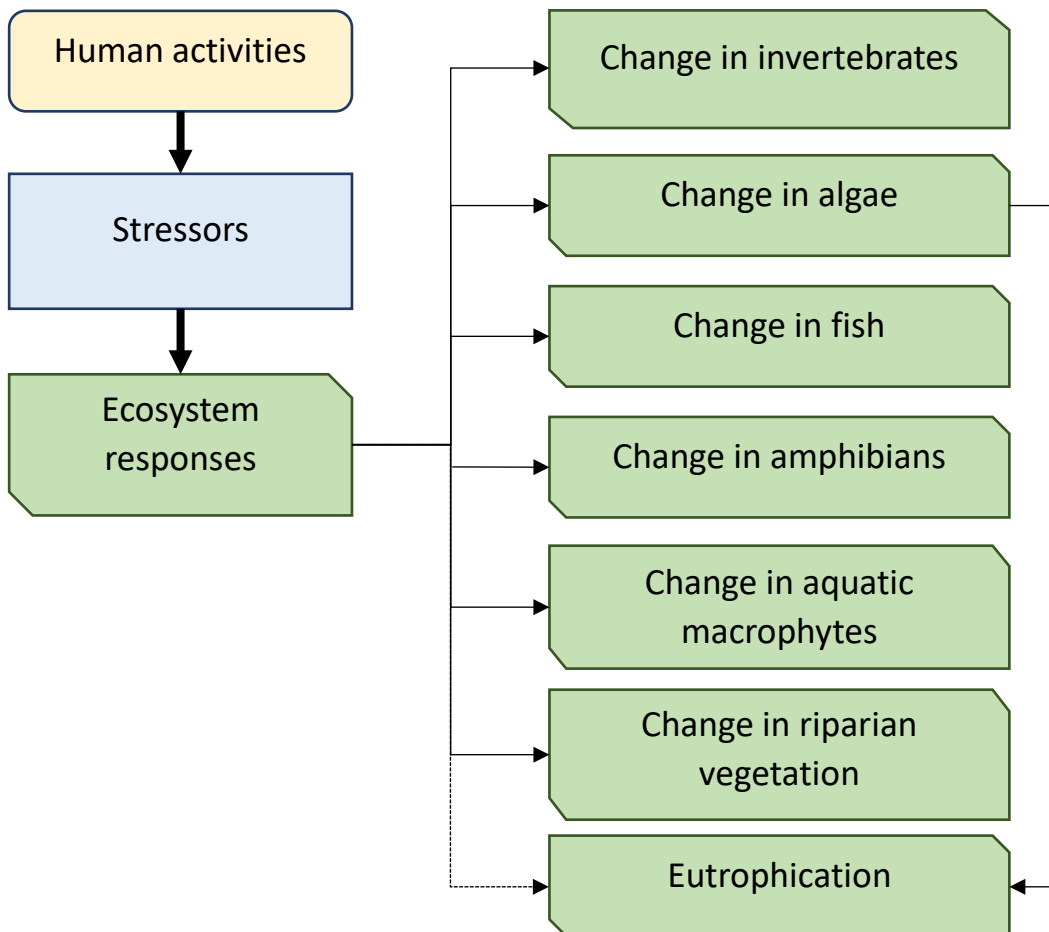 Human activities
Stressors
Ecosystem
responses
Change in invertebrates
Change in algae
Change in fish
Change in amphibians
Change in aquatic
macrophytes
Change in riparian
vegetation
Eutrophication